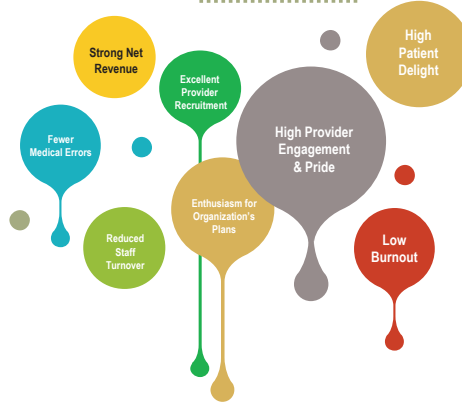 Strong Net
Revenue
High
Patient
Delight
Excellent
Provider
Recruitment
Fewer
Medical Errors
High Provider
Engagement
& Pride
Enthusiasm for
Organization's
Plans
Reduced
Staff
Turnover
Low
Burnout